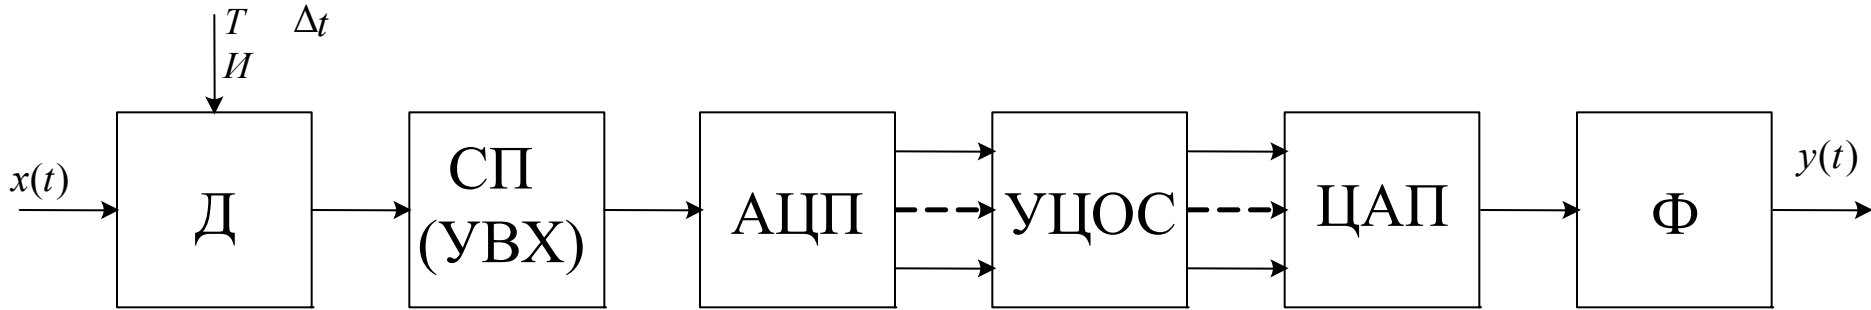 Т Δt
И
x(t)
Д
СП
(УВХ)
АЦП
УЦОС
ЦАП
Ф
y(t)